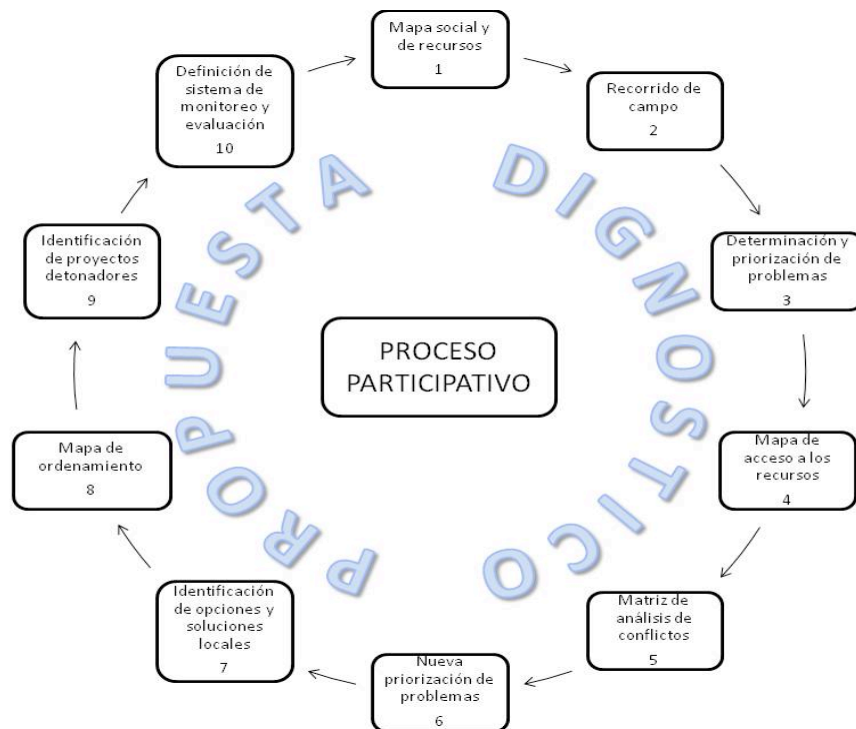 Mapa social y
de recursos
1
Recorrido de
campo
2
Determinación y
priorización de
problemas
3
Mapa de
acceso a los
recursos
4
Matriz de
análisis de
conflictos
5
Nueva
priorización de
problemas
6
Identificación
de opciones y
soluciones
locales
7
Mapa de
ordenamiento
8
Identificación
de proyectos
detonadores
9
Definición de
sistema de
monitoreo y
evaluación
10
DIGNOSTICO
PROPUESTA
PROCESO
PARTICIPATIVO